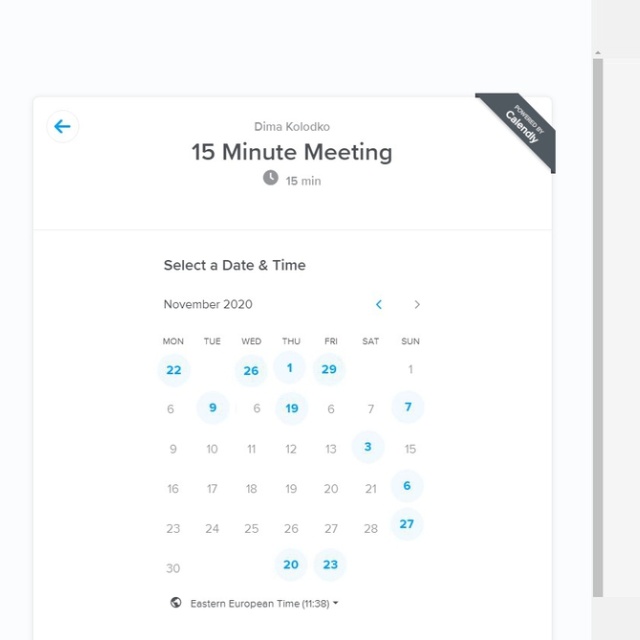 POWERED BY
Calendly
Dima Kolodko
15 Minute Meeting
15 min
Select a Date & Time
November 2020
MON TUE WED THU FRI SAT SUN
22 26 1 29 1
6 9 6 19 6 7 7
9 10 11 12 13 3 15
16 17 18 19 20 21 6
23 24 25 26 27 28 27
30 20 23
Eastern European Time (11:38)